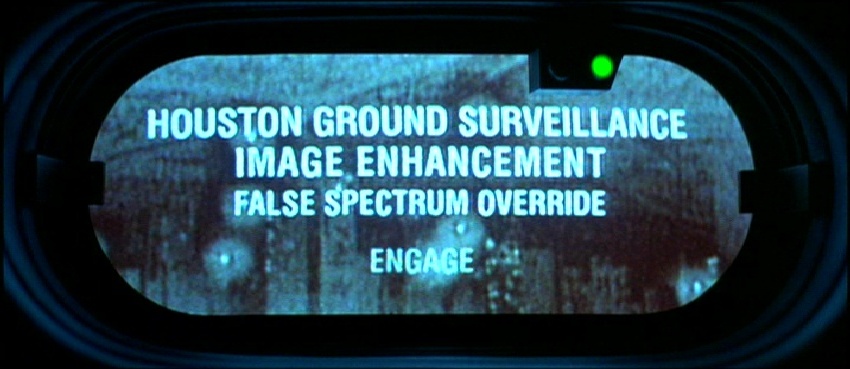 HOUSTON GROUND SURVEILLANCE
IMAGE ENHANCEMENT
FALSE SPECTRUM OVERRIDE
ENGAGE